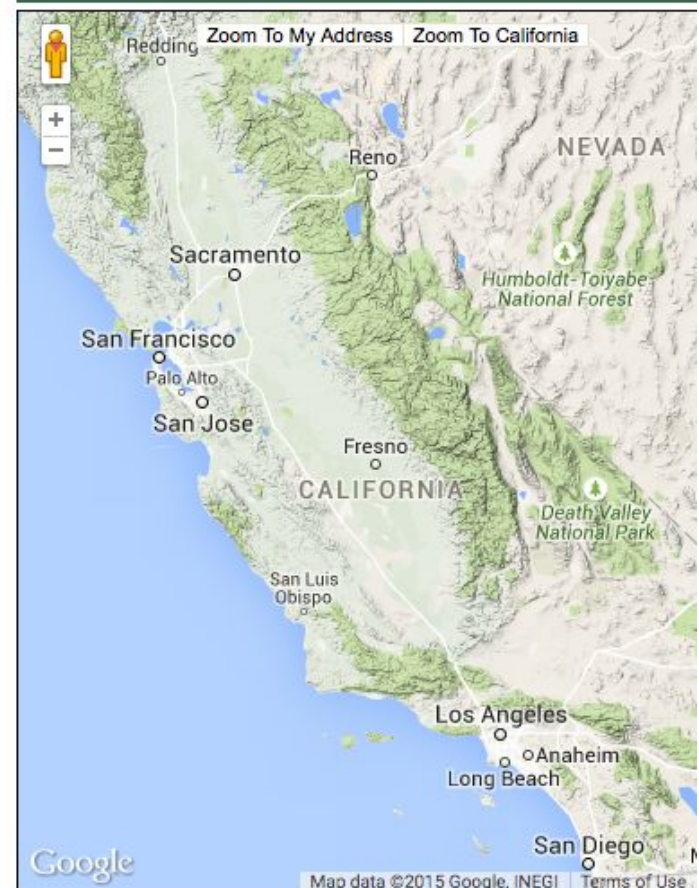 Redding
Zoom To My Address
Zoom To California
+
−
Reno
NEVADA
Sacramento
Humboldt-Toiyabe
National Forest
San Francisco
Palo Alto
San Jose
Fresno
CALIFORNIA
Death Valley
National Park
San Luis
Obispo
Los Angeles
Anaheim
Long Beach
San Diego
Google
Map data ©2015 Google, INEGI
Terms of Use